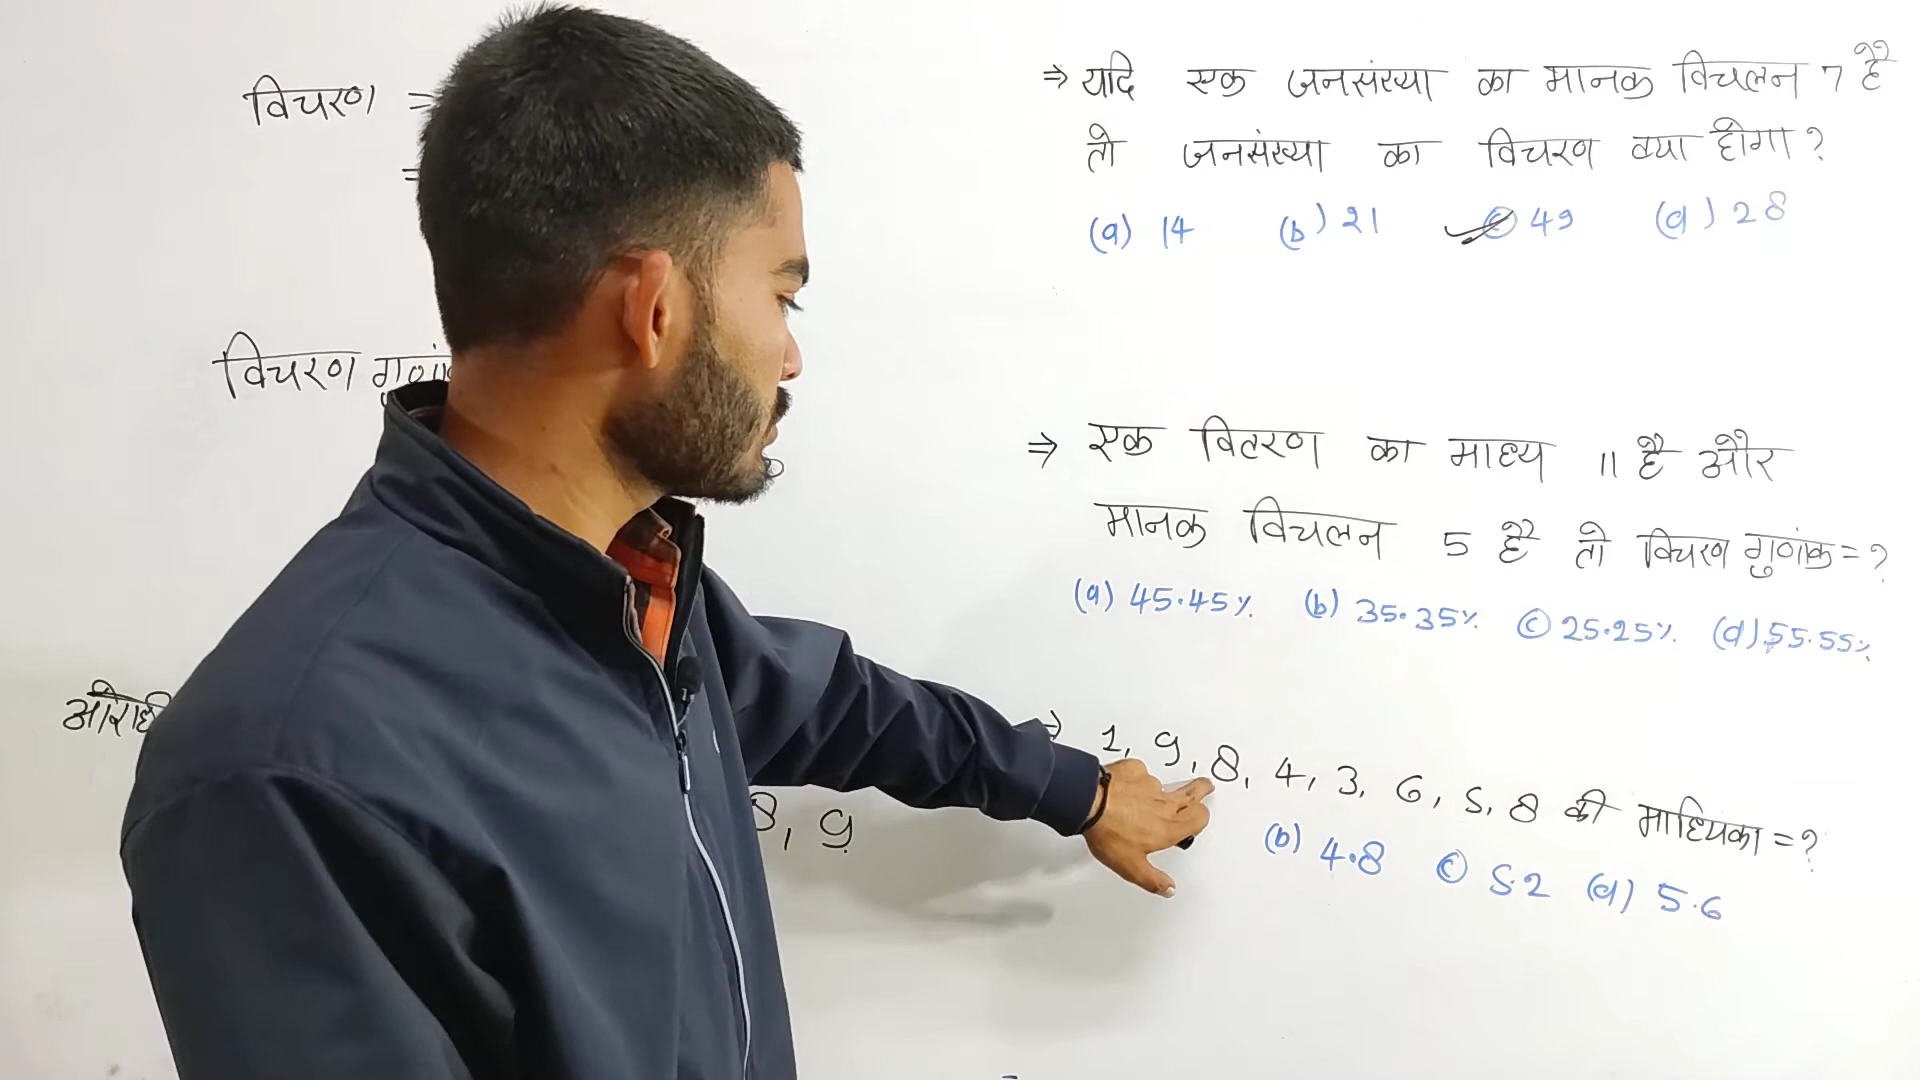 विचरण =
=
विचरण
8, 9
⇒ यदि एक जनसंख्या का मानक विचलन 7 है
तो जनसंख्या का विचरण क्या होगा?
(a) 14 (b) 21 (c) 49 (d) 28
⇒ एक वितरण का माध्य 11 है और
मानक विचलन 5 है तो विचरण गुणांक = ?
(a) 45.45% (b) 35.35% (c) 25.25% (d) 55.55%
⇒ 1, 9, 8, 4, 3, 6, 5, 8 की माध्यिका = ?
(b) 4.8 (c) 5.2 (d) 5.6